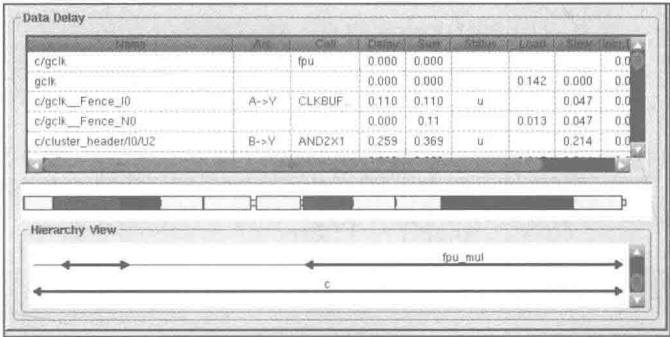 Data Delay
Name Arc Cell Delay Sum Status Load Slew Incr.D
c/gclk fpu 0.000 0.000 0.0
gclk 0.000 0.000 0.142 0.000 0.0
c/gclk__Fence_I0 A->Y CLKBUF.. 0.110 0.110 u 0.047 0.0
c/gclk__Fence_N0 0.000 0.11 0.013 0.047 0.0
c/cluster_header/I0/U2 B->Y AND2X1 0.259 0.369 u 0.214 0.0
Hierarchy View
fpu_mul
c